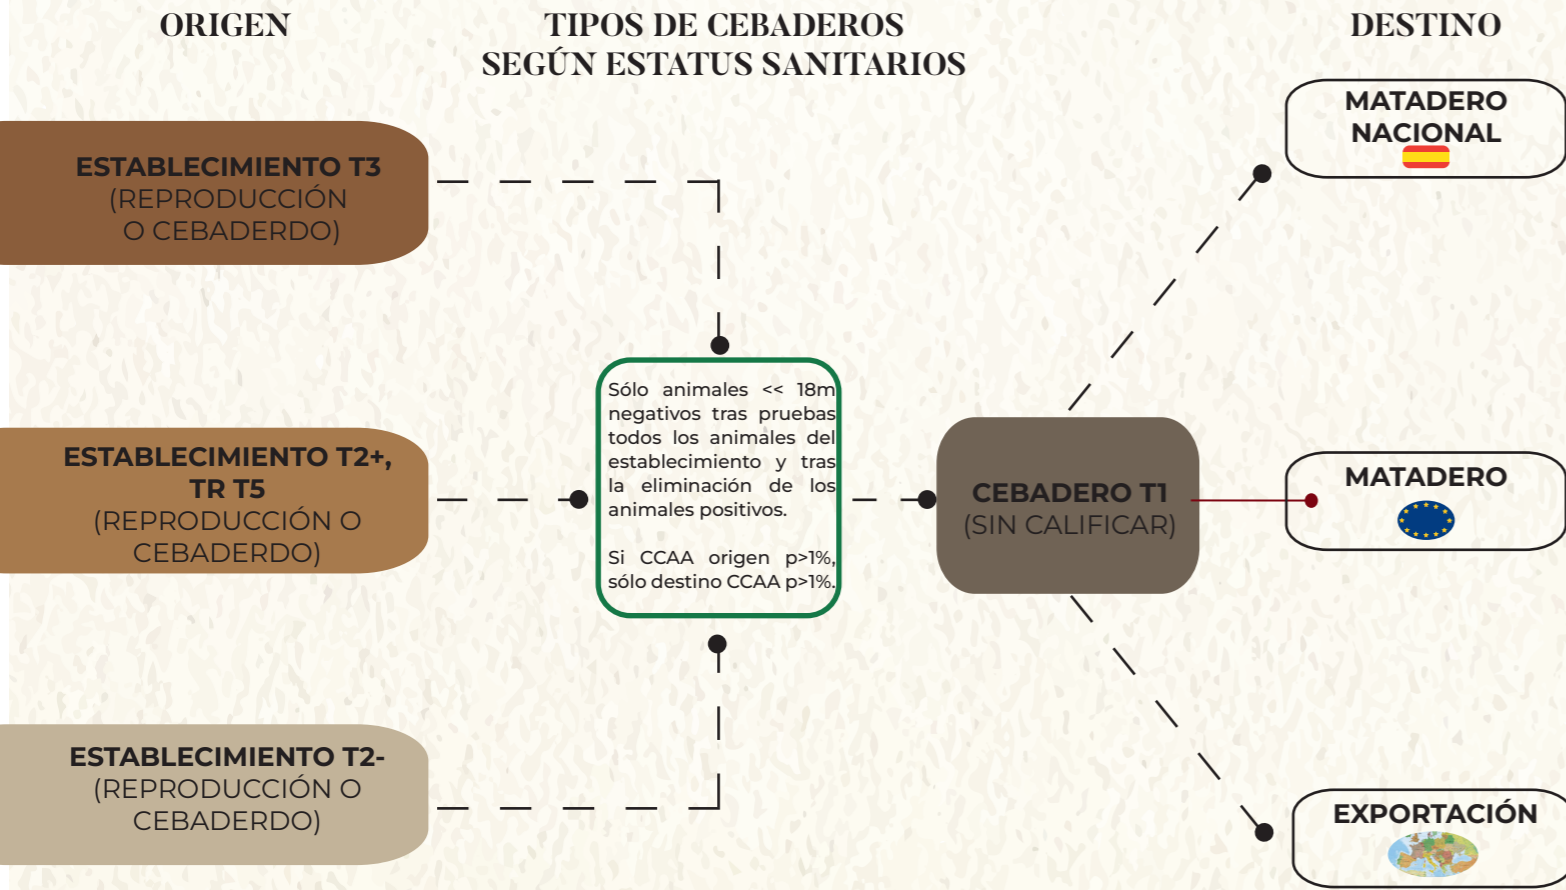 ORIGEN
TIPOS DE CEBADEROS
SEGÚN ESTATUS SANITARIOS
DESTINO
ESTABLECIMIENTO T3
(REPRODUCCIÓN
O CEBADERDO)
ESTABLECIMIENTO T2+,
TR T5
(REPRODUCCIÓN O
CEBADERDO)
ESTABLECIMIENTO T2-
(REPRODUCCIÓN O
CEBADERDO)
Sólo animales << 18m
negativos tras pruebas
todos los animales del
establecimiento y tras
la eliminación de los
animales positivos.
Si CCAA origen p>1%,
sólo destino CCAA p>1%.
CEBADERO T1
(SIN CALIFICAR)
MATADERO
NACIONAL
MATADERO
EXPORTACIÓN